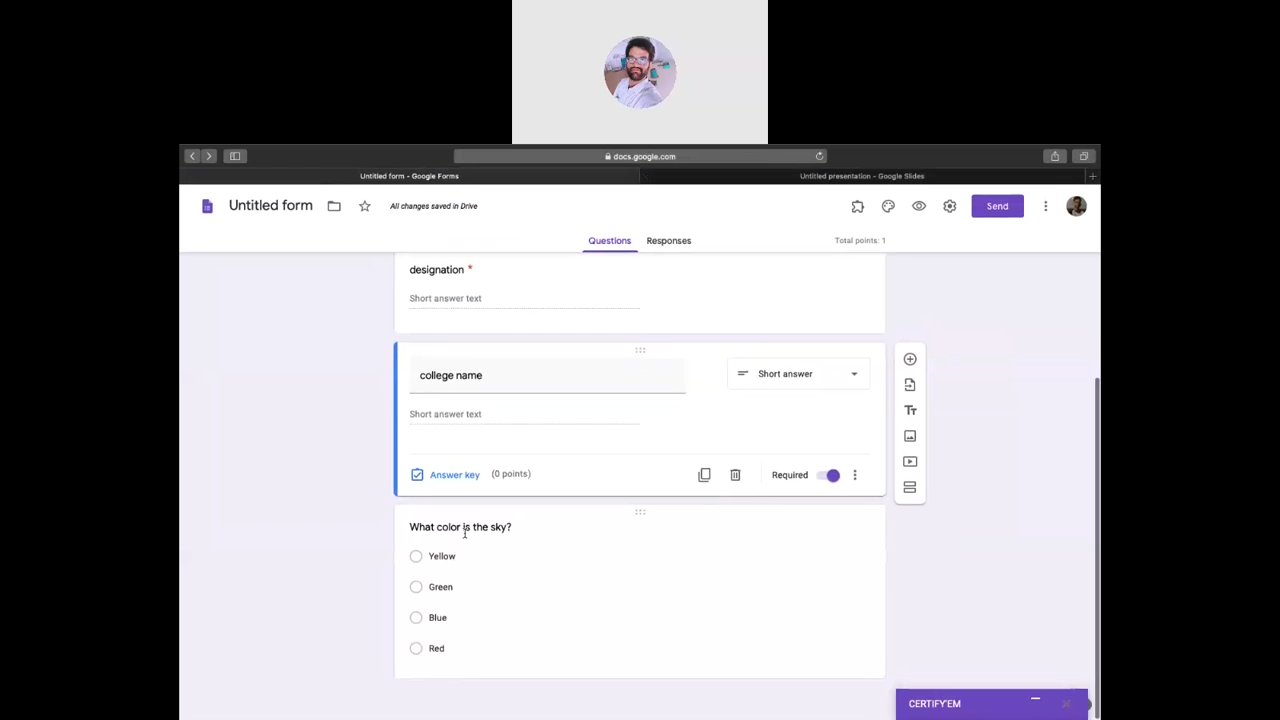 docs.google.com
Untitled form - Google Forms
Untitled presentation - Google Slides
Untitled form
All changes saved in Drive
Send
Questions
Responses
Total points: 1
designation *
Short answer text
college name
Short answer
Short answer text
Answer key
(0 points)
Required
What color is the sky?
Yellow
Green
Blue
Red
CERTIFY'EM